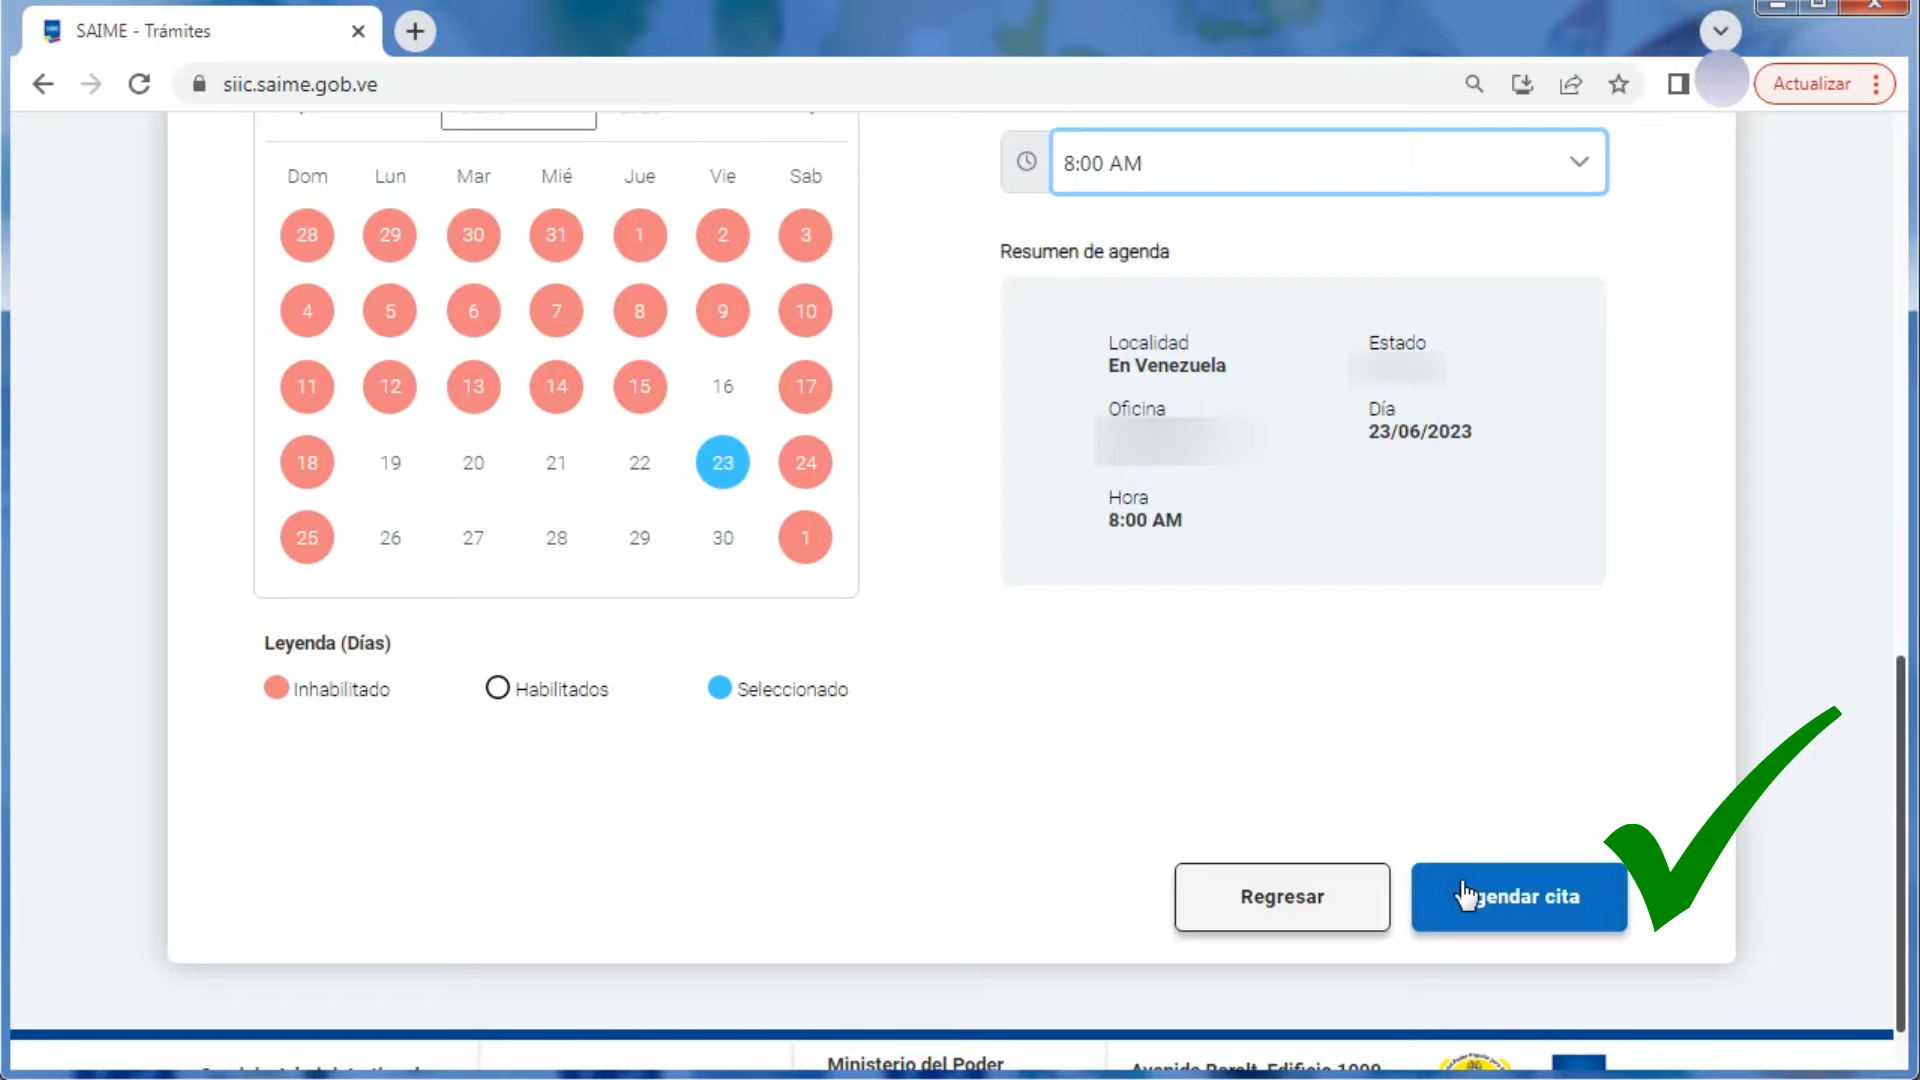 SAIME - Trámites
siic.saime.gob.ve
Actualizar
8:00 AM
Dom Lun Mar Mié Jue Vie Sab
28 29 30 31 1 2 3
4 5 6 7 8 9 10
11 12 13 14 15 16 17
18 19 20 21 22 23 24
25 26 27 28 29 30 1
Resumen de agenda
Localidad
En Venezuela
Estado
Oficina
Día
23/06/2023
Hora
8:00 AM
Leyenda (Días)
Inhabilitado Habilitados Seleccionado
Regresar
gendar cita
Ministerio del Poder